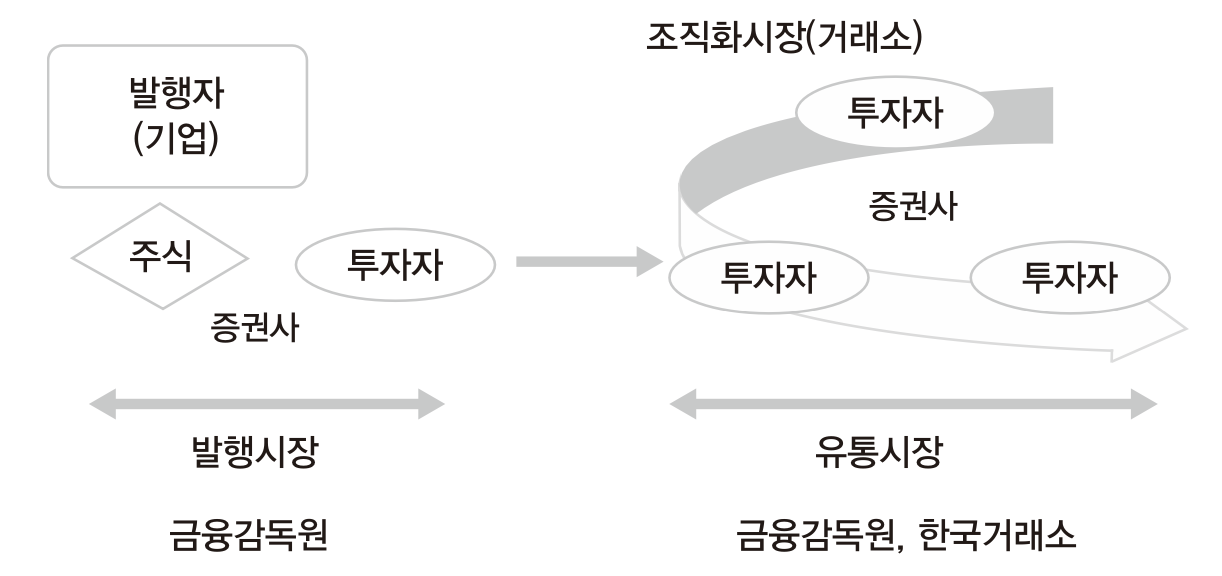 조직화시장(거래소)
발행자
(기업)
투자자
증권사
주식
투자자
투자자
투자자
증권사
발행시장
유통시장
금융감독원
금융감독원, 한국거래소